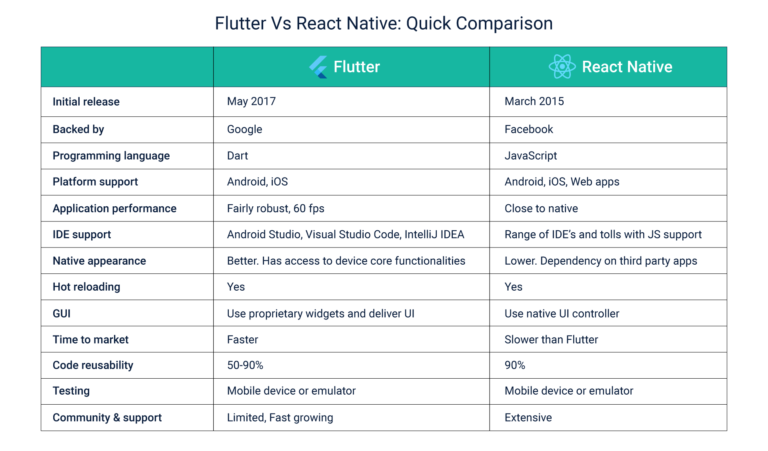 Flutter Vs React Native: Quick Comparison
Flutter React Native
Initial release May 2017 March 2015
Backed by Google Facebook
Programming language Dart JavaScript
Platform support Android, iOS Android, iOS, Web apps
Application performance Fairly robust, 60 fps Close to native
IDE support Android Studio, Visual Studio Code, IntelliJ IDEA Range of IDE's and tolls with JS support
Native appearance Better. Has access to device core functionalities Lower. Dependency on third party apps
Hot reloading Yes Yes
GUI Use proprietary widgets and deliver UI Use native UI controller
Time to market Faster Slower than Flutter
Code reusability 50-90% 90%
Testing Mobile device or emulator Mobile device or emulator
Community & support Limited, Fast growing Extensive